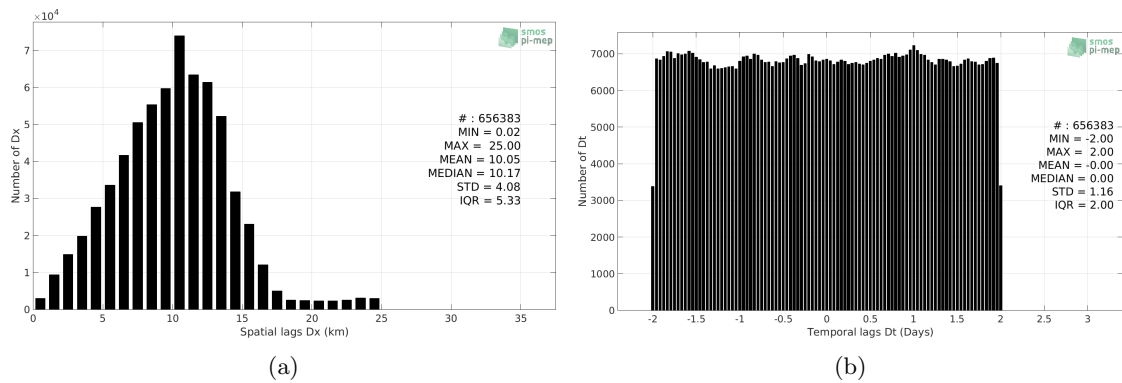 ×10⁴
7
6
5
4
3
2
1
0
Number of Dx
0 5 10 15 20 25 30 35
Spatial lags Dx (km)
smos
pi-mep
# : 656383
MIN = 0.02
MAX = 25.00
MEAN = 10.05
MEDIAN = 10.17
STD = 4.08
IQR = 5.33
(a)
7000
6000
5000
4000
3000
2000
1000
0
Number of Dt
-2 -1.5 -1 -0.5 0 0.5 1 1.5 2 2.5 3
Temporal lags Dt (Days)
smos
pi-mep
# : 656383
MIN = -2.00
MAX = 2.00
MEAN = -0.00
MEDIAN = 0.00
STD = 1.16
IQR = 2.00
(b)